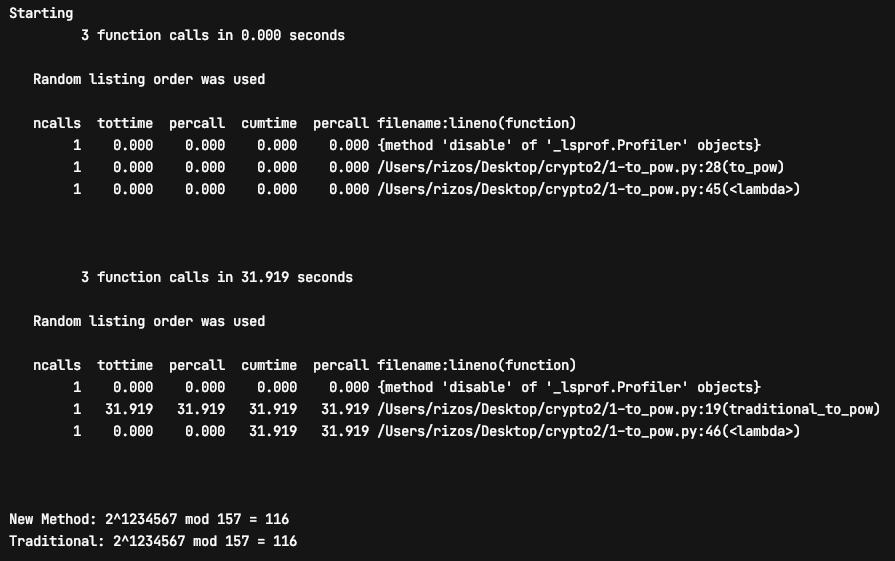 Starting
         3 function calls in 0.000 seconds

   Random listing order was used

   ncalls  tottime  percall  cumtime  percall filename:lineno(function)
        1    0.000    0.000    0.000    0.000 {method 'disable' of '_lsprof.Profiler' objects}
        1    0.000    0.000    0.000    0.000 /Users/rizos/Desktop/crypto2/1-to_pow.py:28(to_pow)
        1    0.000    0.000    0.000    0.000 /Users/rizos/Desktop/crypto2/1-to_pow.py:45(<lambda>)

         3 function calls in 31.919 seconds

   Random listing order was used

   ncalls  tottime  percall  cumtime  percall filename:lineno(function)
        1    0.000    0.000    0.000    0.000 {method 'disable' of '_lsprof.Profiler' objects}
        1   31.919   31.919   31.919   31.919 /Users/rizos/Desktop/crypto2/1-to_pow.py:19(traditional_to_pow)
        1    0.000    0.000   31.919   31.919 /Users/rizos/Desktop/crypto2/1-to_pow.py:46(<lambda>)

New Method: 2^1234567 mod 157 = 116
Traditional: 2^1234567 mod 157 = 116